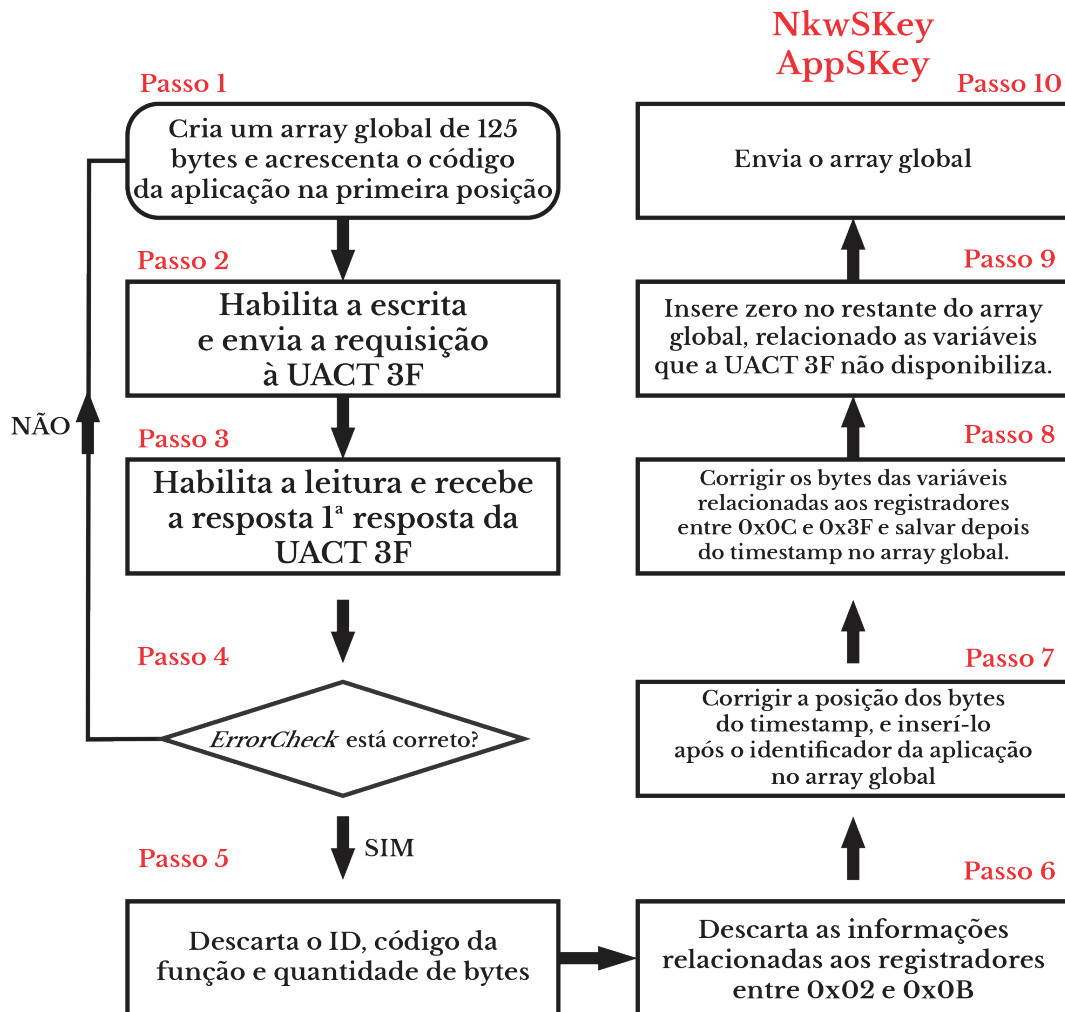 Passo 1
Cria um array global de 125
bytes e acrescenta o código
da aplicação na primeira posição
Passo 2
Habilita a escrita
e envia a requisição
à UACT 3F
NÃO
Passo 3
Habilita a leitura e recebe
a resposta 1ª resposta da
UACT 3F
Passo 4
ErrorCheck está correto?
SIM
Passo 5
Descarta o ID, código da
função e quantidade de bytes
Passo 6
Descarta as informações
relacionadas aos registradores
entre 0x02 e 0x0B
Passo 7
Corrigir a posição dos bytes
do timestamp, e inserí-lo
após o identificador da aplicação
no array global
Passo 8
Corrigir os bytes das variáveis
relacionadas aos registradores
entre 0x0C e 0x3F e salvar depois
do timestamp no array global.
Passo 9
Insere zero no restante do array
global, relacionado as variáveis
que a UACT 3F não disponibiliza.
NkwSKey
AppSKey
Passo 10
Envia o array global